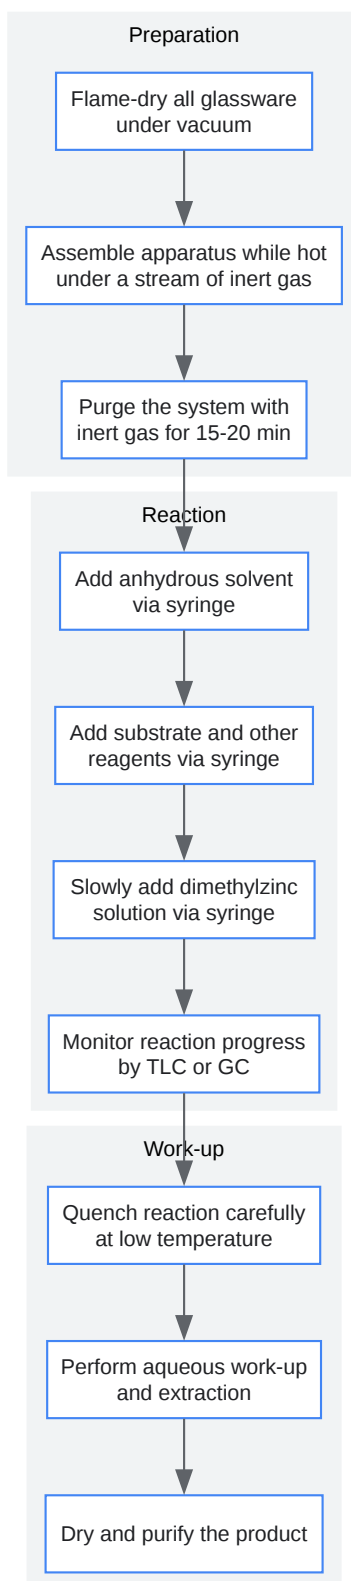 Preparation
Flame-dry all glassware
under vacuum
Assemble apparatus while hot
under a stream of inert gas
Purge the system with
inert gas for 15-20 min
Reaction
Add anhydrous solvent
via syringe
Add substrate and other
reagents via syringe
Slowly add dimethylzinc
solution via syringe
Monitor reaction progress
by TLC or GC
Work-up
Quench reaction carefully
at low temperature
Perform aqueous work-up
and extraction
Dry and purify the product